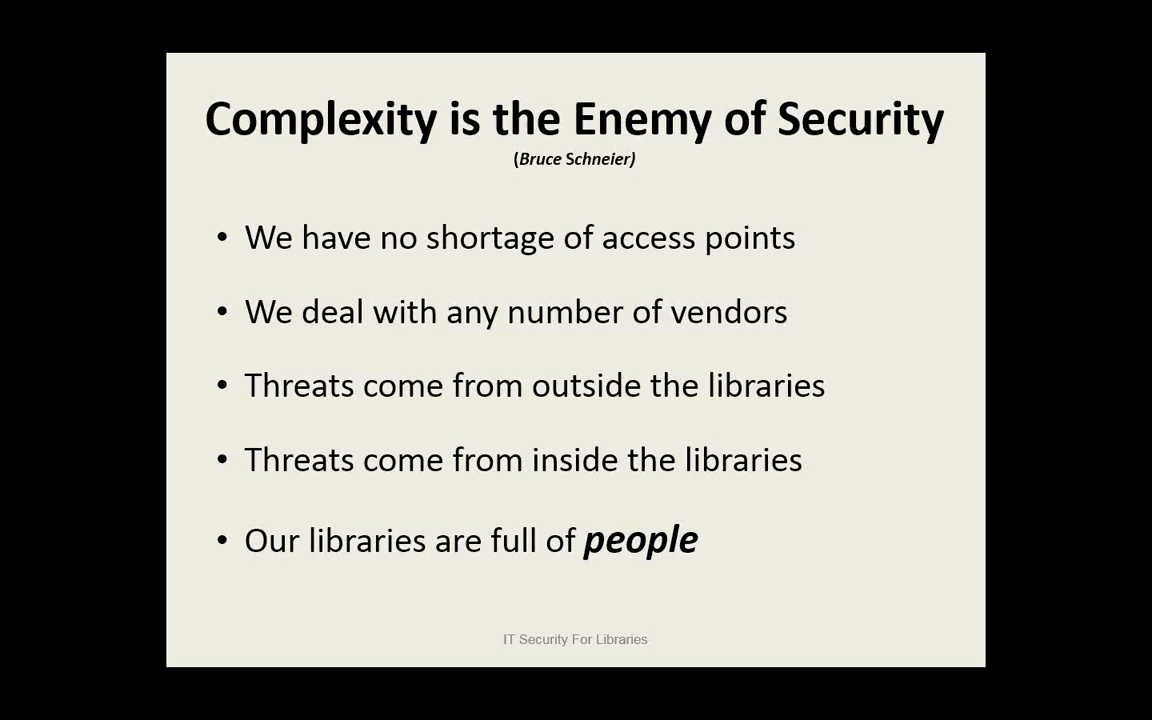 Complexity is the Enemy of Security
(Bruce Schneier)
• We have no shortage of access points
• We deal with any number of vendors
• Threats come from outside the libraries
• Threats come from inside the libraries
• Our libraries are full of people
IT Security For Libraries